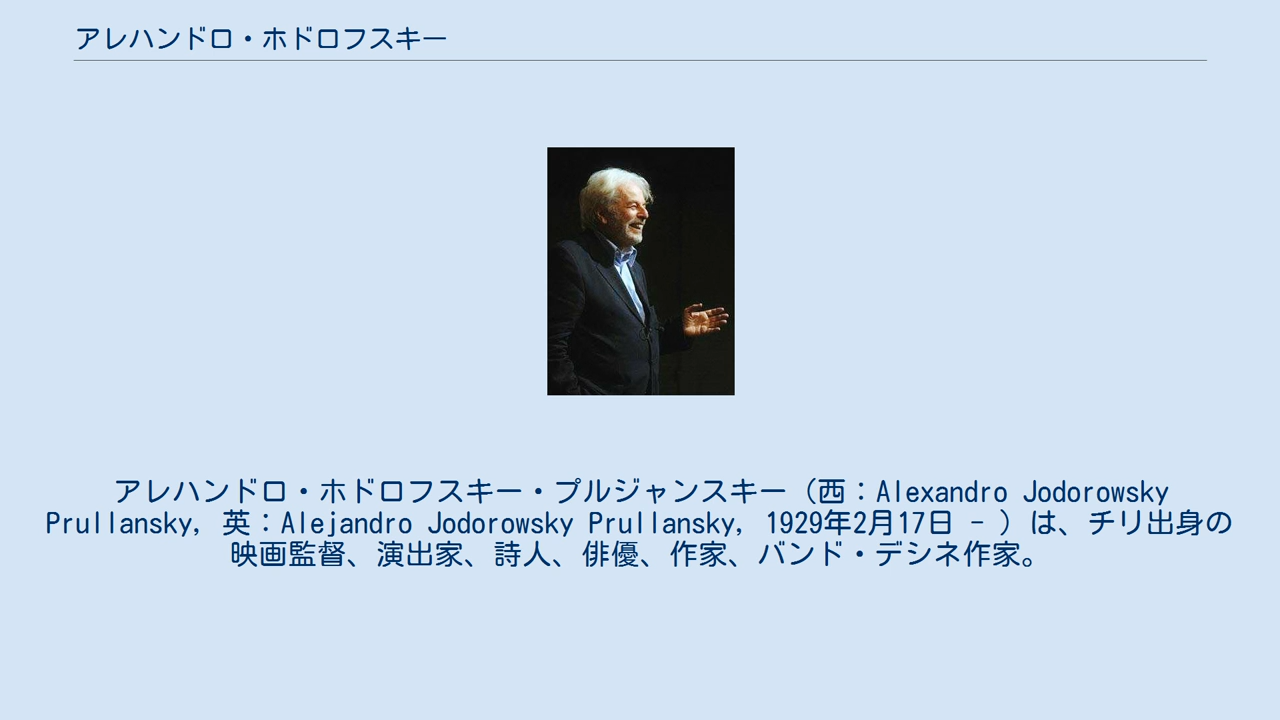 アレハンドロ・ホドロフスキー
アレハンドロ・ホドロフスキー・プルジャンスキー（西：Alexandro Jodorowsky
Prullansky, 英：Alejandro Jodorowsky Prullansky, 1929年2月17日 - ）は、チリ出身の
映画監督、演出家、詩人、俳優、作家、バンド・デシネ作家。